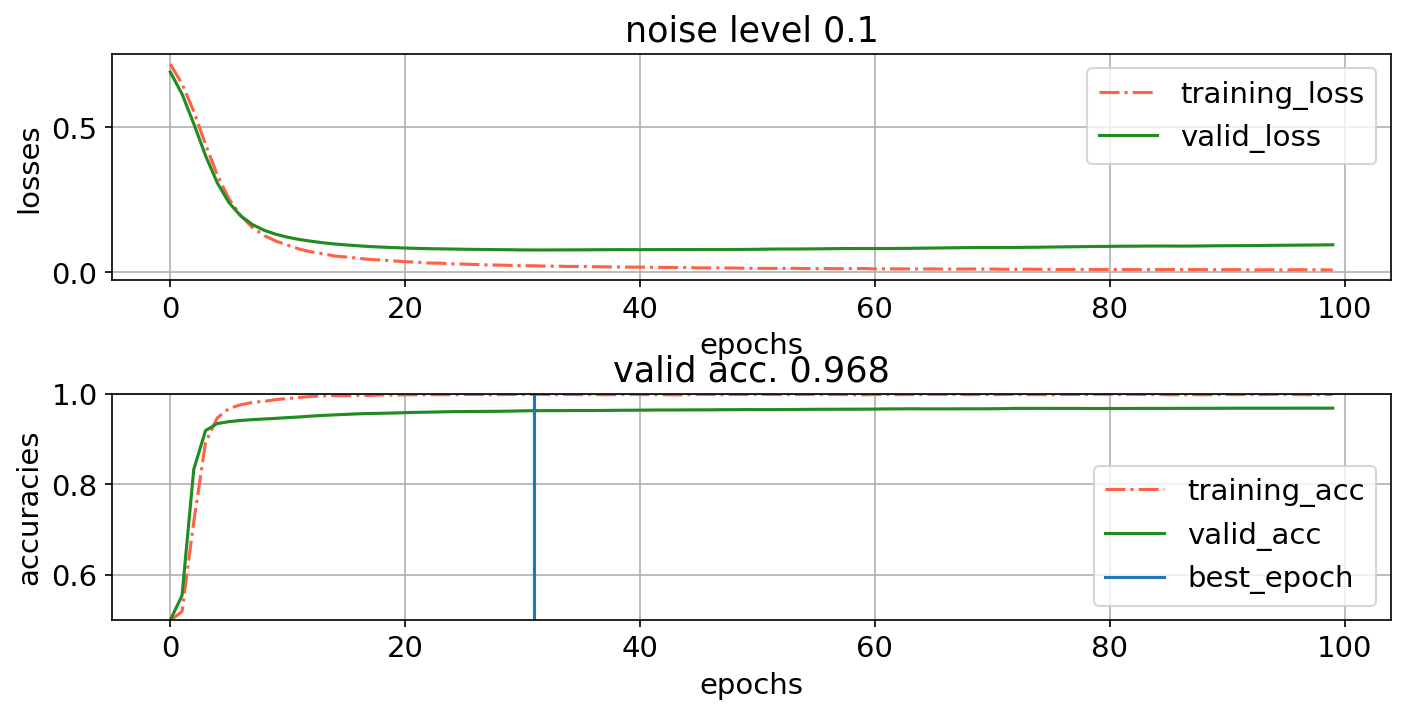 noise level 0.1
losses
0.5
0.0
training_loss
valid_loss
0 20 40 60 80 100
epochs
valid acc. 0.968
accuracies
1.0
0.8
0.6
training_acc
valid_acc
best_epoch
0 20 40 60 80 100
epochs